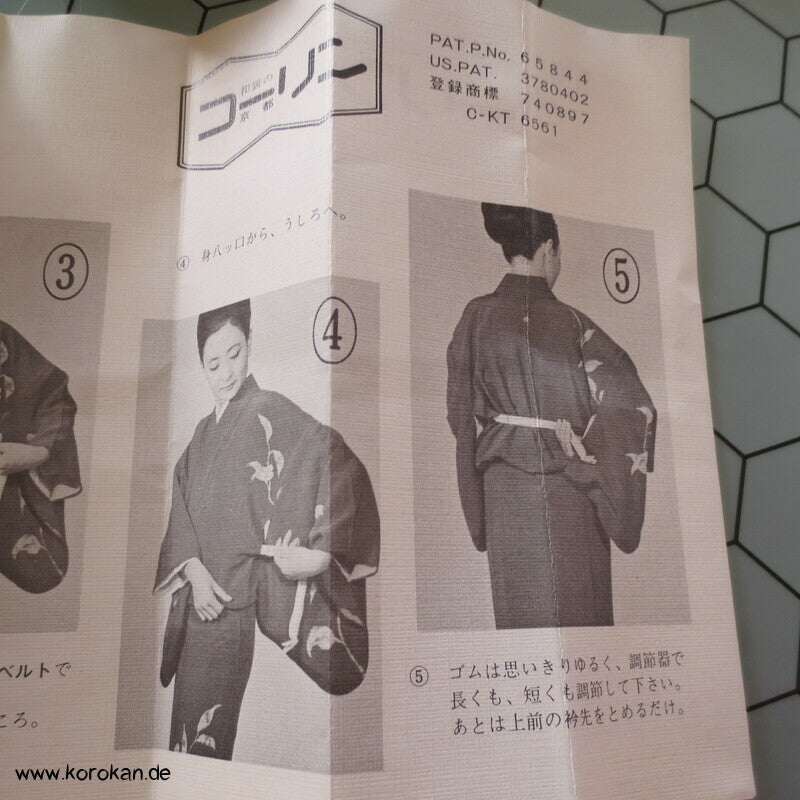 和装の
コーリン
京都
PAT.P.No. 65844
US.PAT. 3780402
登録商標 740897
C-KT 6561
③
④ 身八ッ口から、うしろへ。
④
⑤
ベルトで
ころ。
⑤ ゴムは思いきりゆるく、調節器で
長くも、短くも調節して下さい。
あとは上前の衿先をとめるだけ。
www.korokan.de